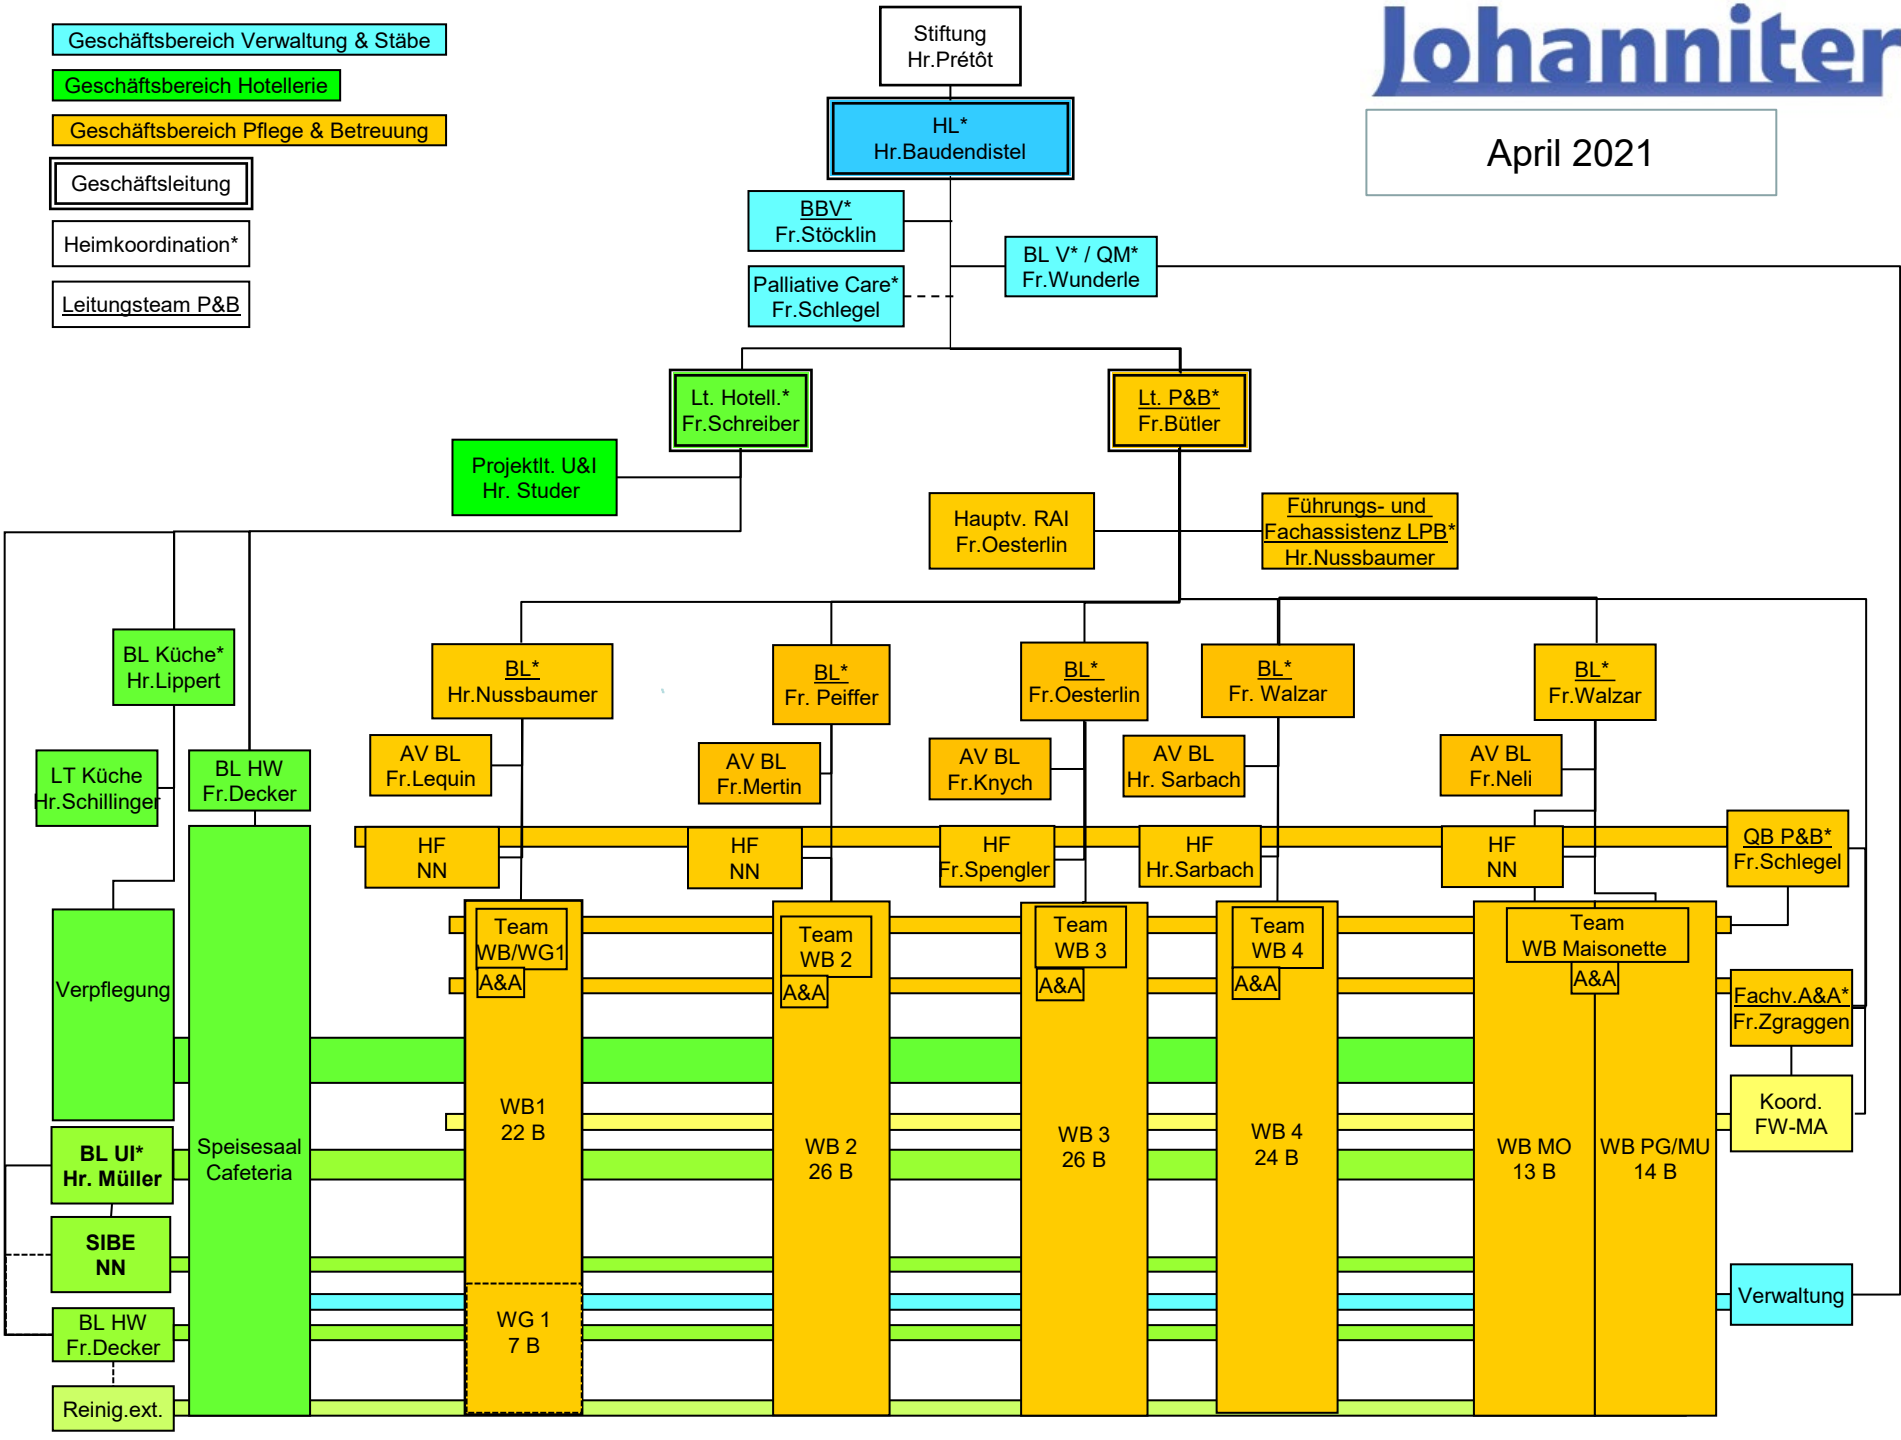 Geschäftsbereich Verwaltung & Stäbe
Geschäftsbereich Hotellerie
Geschäftsbereich Pflege & Betreuung
Geschäftsleitung
Heimkoordination*
Leitungsteam P&B
Stiftung
Hr.Prétôt
Johanniter
April 2021
HL*
Hr.Baudendistel
BBV*
Fr.Stöcklin
BL V* / QM*
Fr.Wunderle
Palliative Care*
Fr.Schlegel
Lt. Hotell.*
Fr.Schreiber
Lt. P&B*
Fr.Bütler
Projektlt. U&I
Hr. Studer
Hauptv. RAI
Fr.Oesterlin
Führungs- und
Fachassistenz LPB*
Hr.Nussbaumer
BL Küche*
Hr.Lippert
BL*
Hr.Nussbaumer
BL*
Fr. Peiffer
BL*
Fr.Oesterlin
BL*
Fr. Walzar
BL*
Fr.Walzar
LT Küche
Hr.Schillinger
BL HW
Fr.Decker
AV BL
Fr.Lequin
AV BL
Fr.Mertin
AV BL
Fr.Knych
AV BL
Hr. Sarbach
AV BL
Fr.Neli
HF
NN
HF
NN
HF
Fr.Spengler
HF
Hr.Sarbach
HF
NN
QB P&B*
Fr.Schlegel
Team
WB/WG1
A&A
Team
WB 2
A&A
Team
WB 3
A&A
Team
WB 4
A&A
Team
WB Maisonette
A&A
Verpflegung
Fachv.A&A*
Fr.Zgraggen
Koord.
FW-MA
Speisesaal
Cafeteria
WB1
22 B
WB 2
26 B
WB 3
26 B
WB 4
24 B
WB MO
13 B
WB PG/MU
14 B
BL UI*
Hr. Müller
SIBE
NN
WG 1
7 B
Verwaltung
BL HW
Fr.Decker
Reinig.ext.